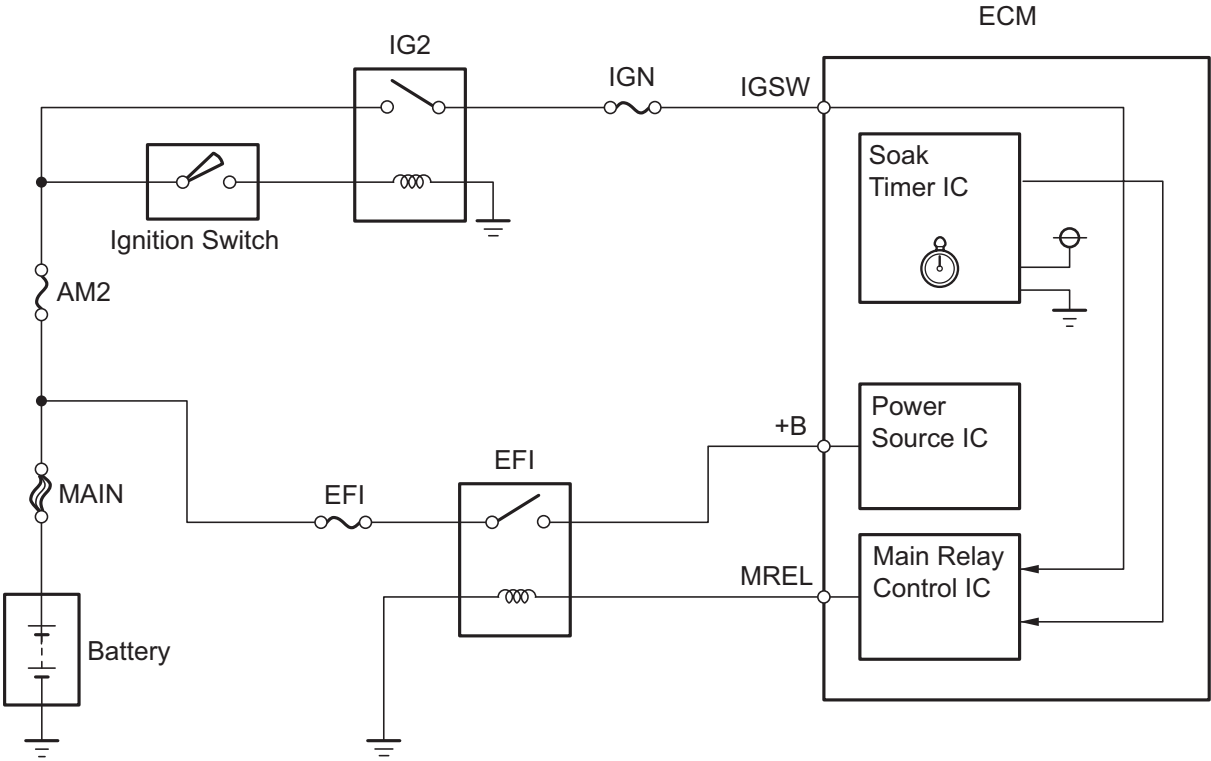 ECM
IG2
IGN
IGSW
Soak
Timer IC
Ignition Switch
AM2
Power
Source IC
+B
EFI
MAIN
EFI
Main Relay
Control IC
MREL
Battery